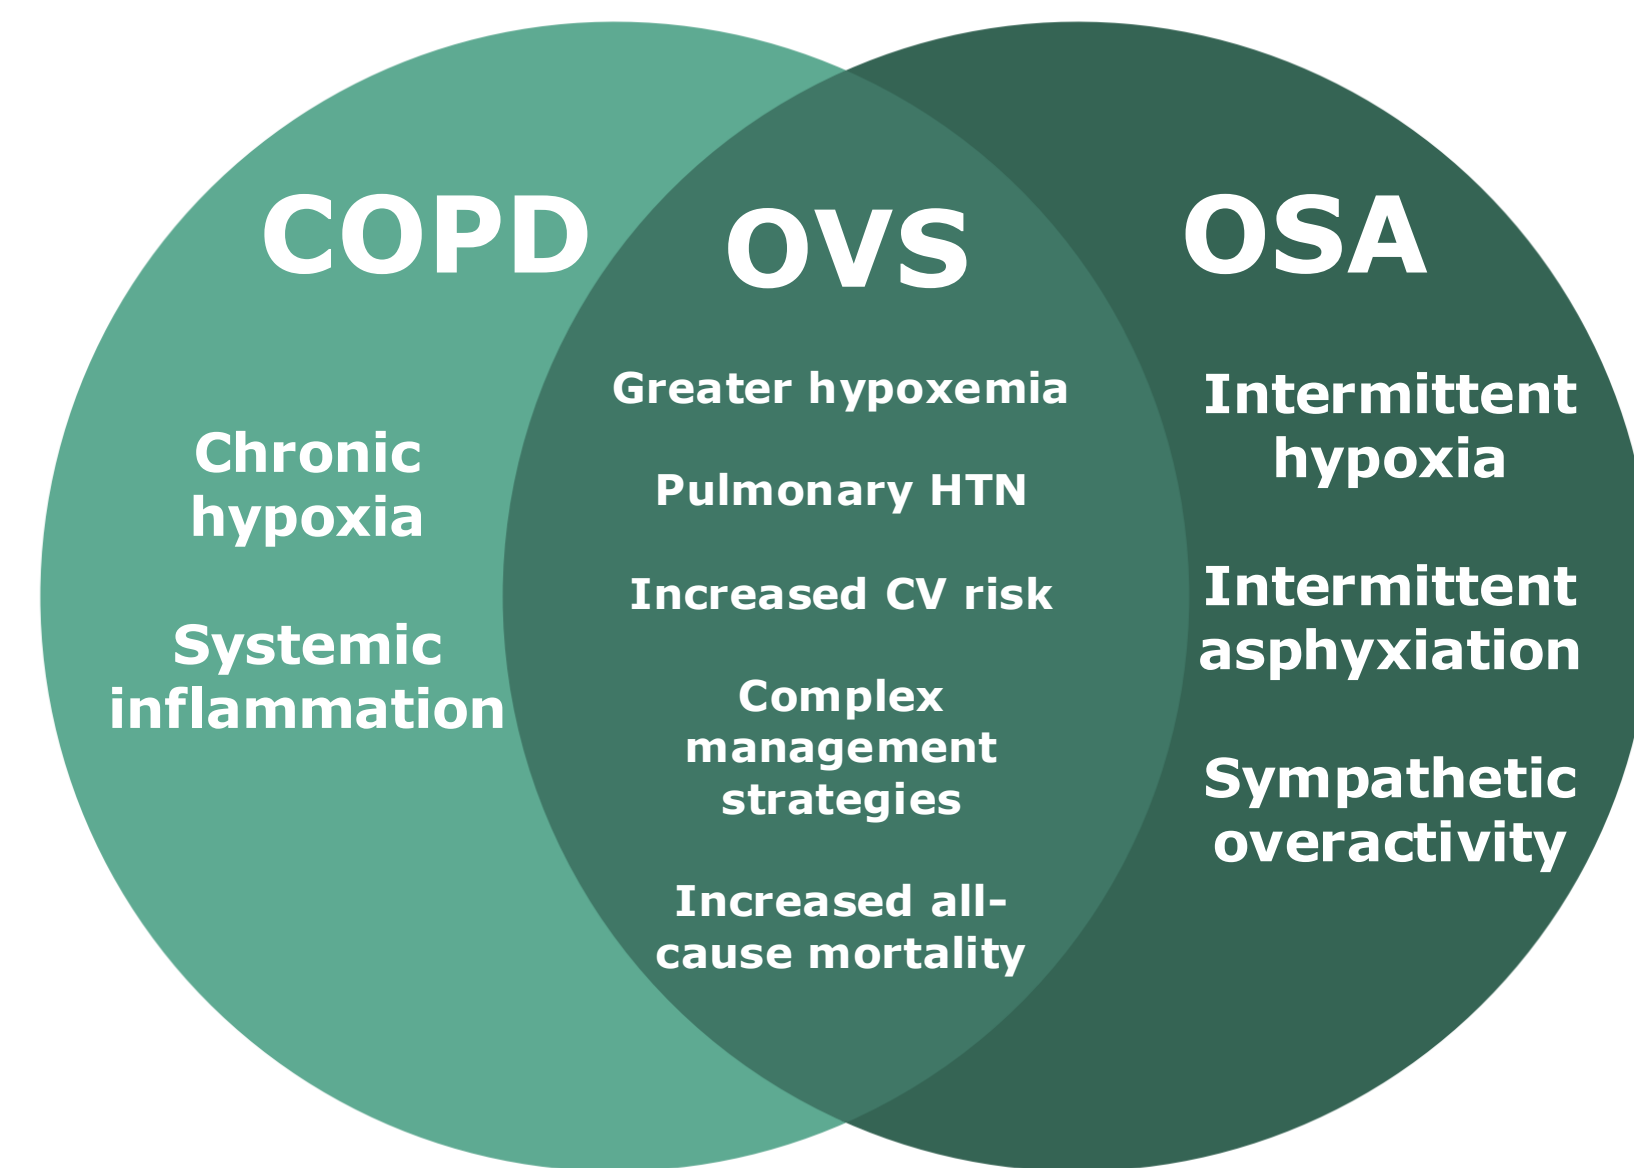 COPD
Chronic
hypoxia
Systemic
inflammation
OVS
Greater hypoxemia
Pulmonary HTN
Increased CV risk
Complex
management
strategies
Increased all-
cause mortality
OSA
Intermittent
hypoxia
Intermittent
asphyxiation
Sympathetic
overactivity